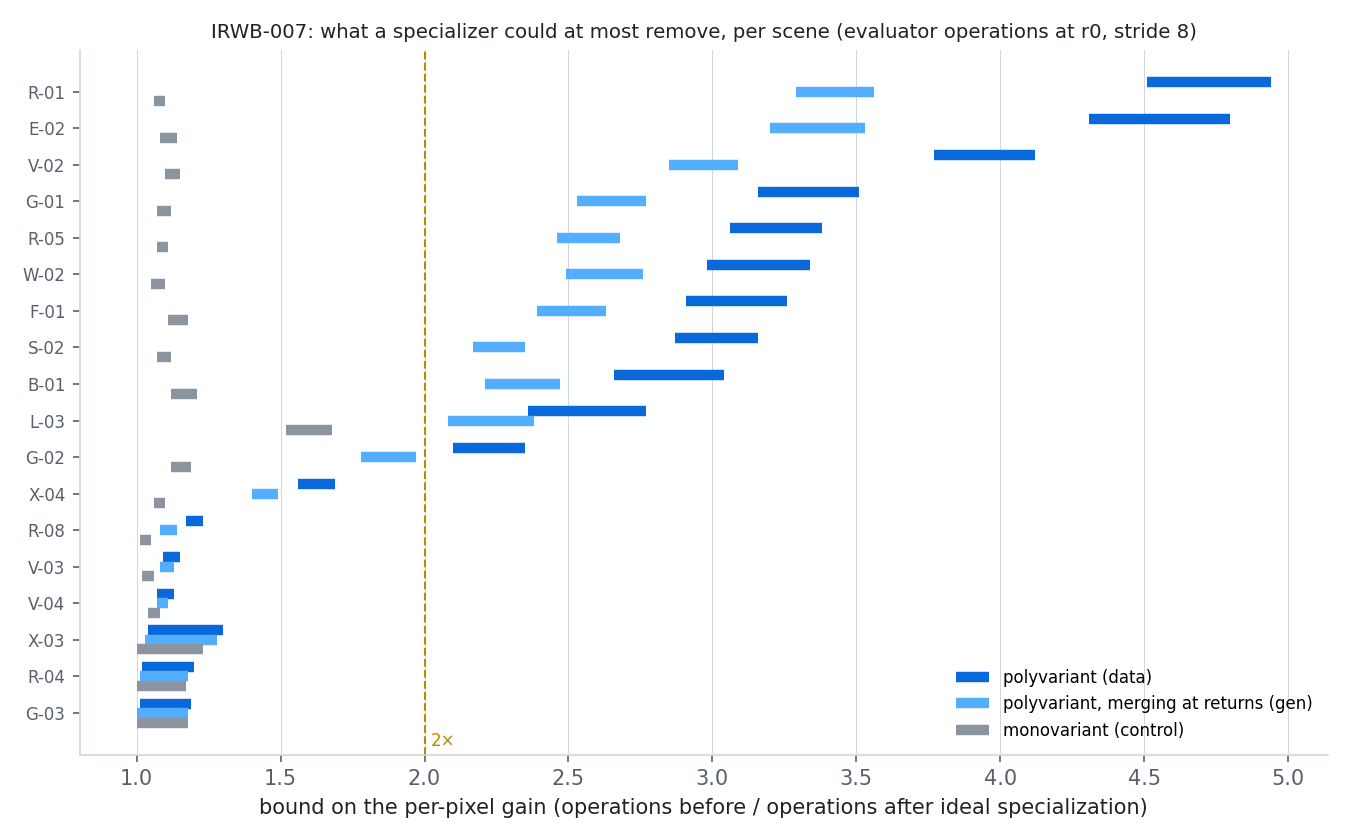 IRWB-007: what a specializer could at most remove, per scene (evaluator operations at r0, stride 8)
R-01
E-02
V-02
G-01
R-05
W-02
F-01
S-02
B-01
L-03
G-02
X-04
R-08
V-03
V-04
X-03
R-04
G-03
polyvariant (data)
polyvariant, merging at returns (gen)
monovariant (control)
2×
1.0 1.5 2.0 2.5 3.0 3.5 4.0 4.5 5.0
bound on the per-pixel gain (operations before / operations after ideal specialization)